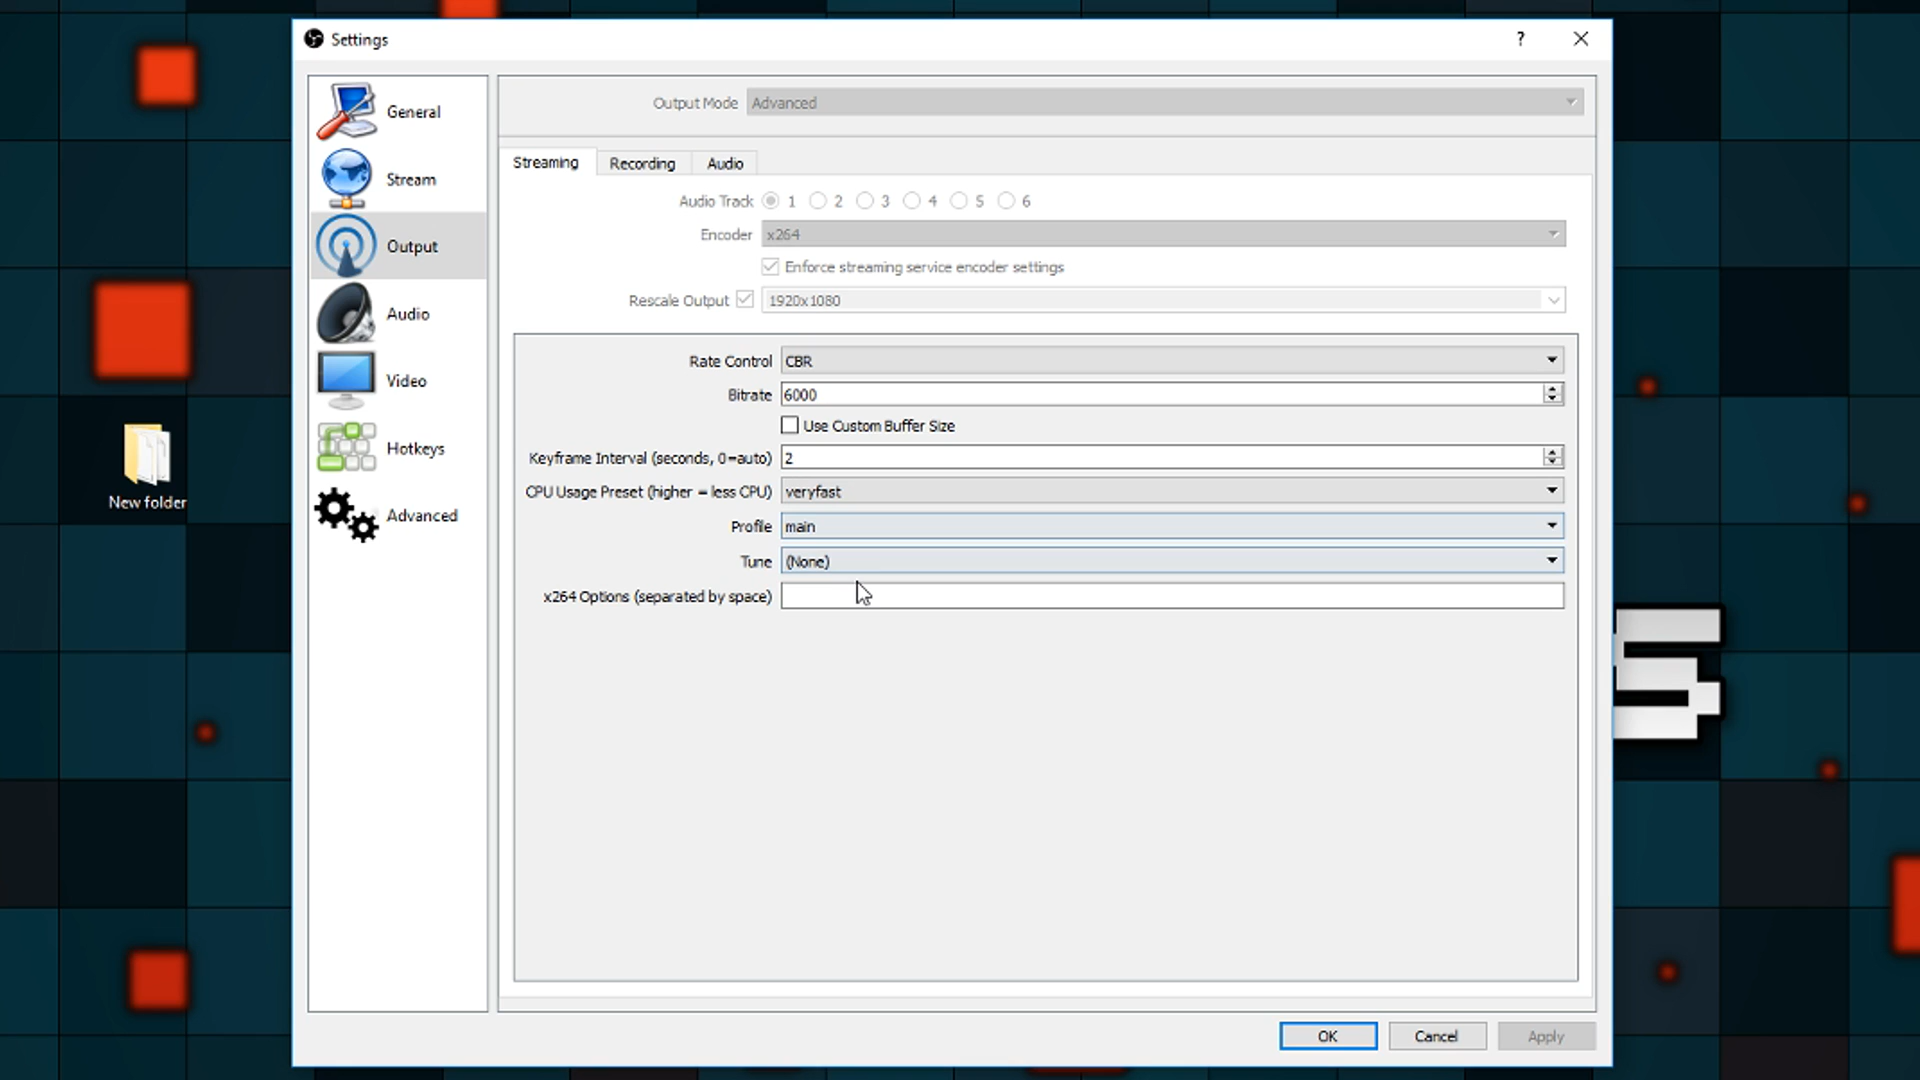 Settings
?
General
Stream
Output
Audio
Video
Hotkeys
Advanced
Output Mode Advanced
Streaming Recording Audio
Audio Track 1 2 3 4 5 6
Encoder x264
Enforce streaming service encoder settings
Rescale Output 1920x1080
Rate Control CBR
Bitrate 6000
Use Custom Buffer Size
Keyframe Interval (seconds, 0=auto) 2
CPU Usage Preset (higher = less CPU) veryfast
Profile main
Tune (None)
x264 Options (separated by space)
OK Cancel Apply
New folder
S